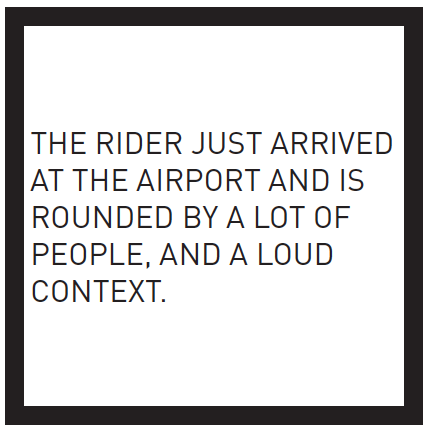 THE RIDER JUST ARRIVED
AT THE AIRPORT AND IS
ROUNDED BY A LOT OF
PEOPLE, AND A LOUD
CONTEXT.